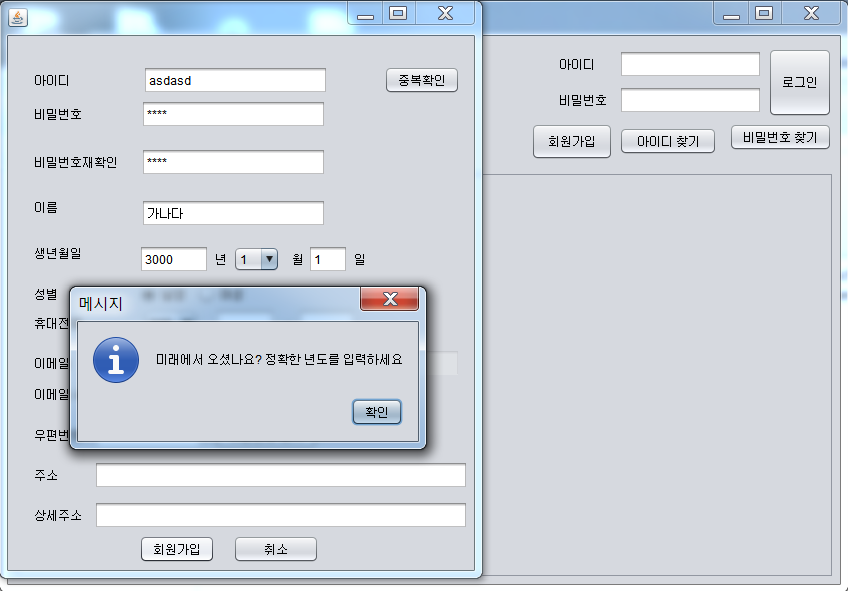 아이디 asdasd 중복확인
비밀번호 ****
비밀번호재확인 ****
이름 가나다
생년월일 3000 년 1 월 1 일
성별
휴대전
이메일
이메일
우편번
주소
상세주소
회원가입 취소
메시지
미래에서 오셨나요? 정확한 년도를 입력하세요
확인
아이디
로그인
비밀번호
회원가입 아이디 찾기 비밀번호 찾기